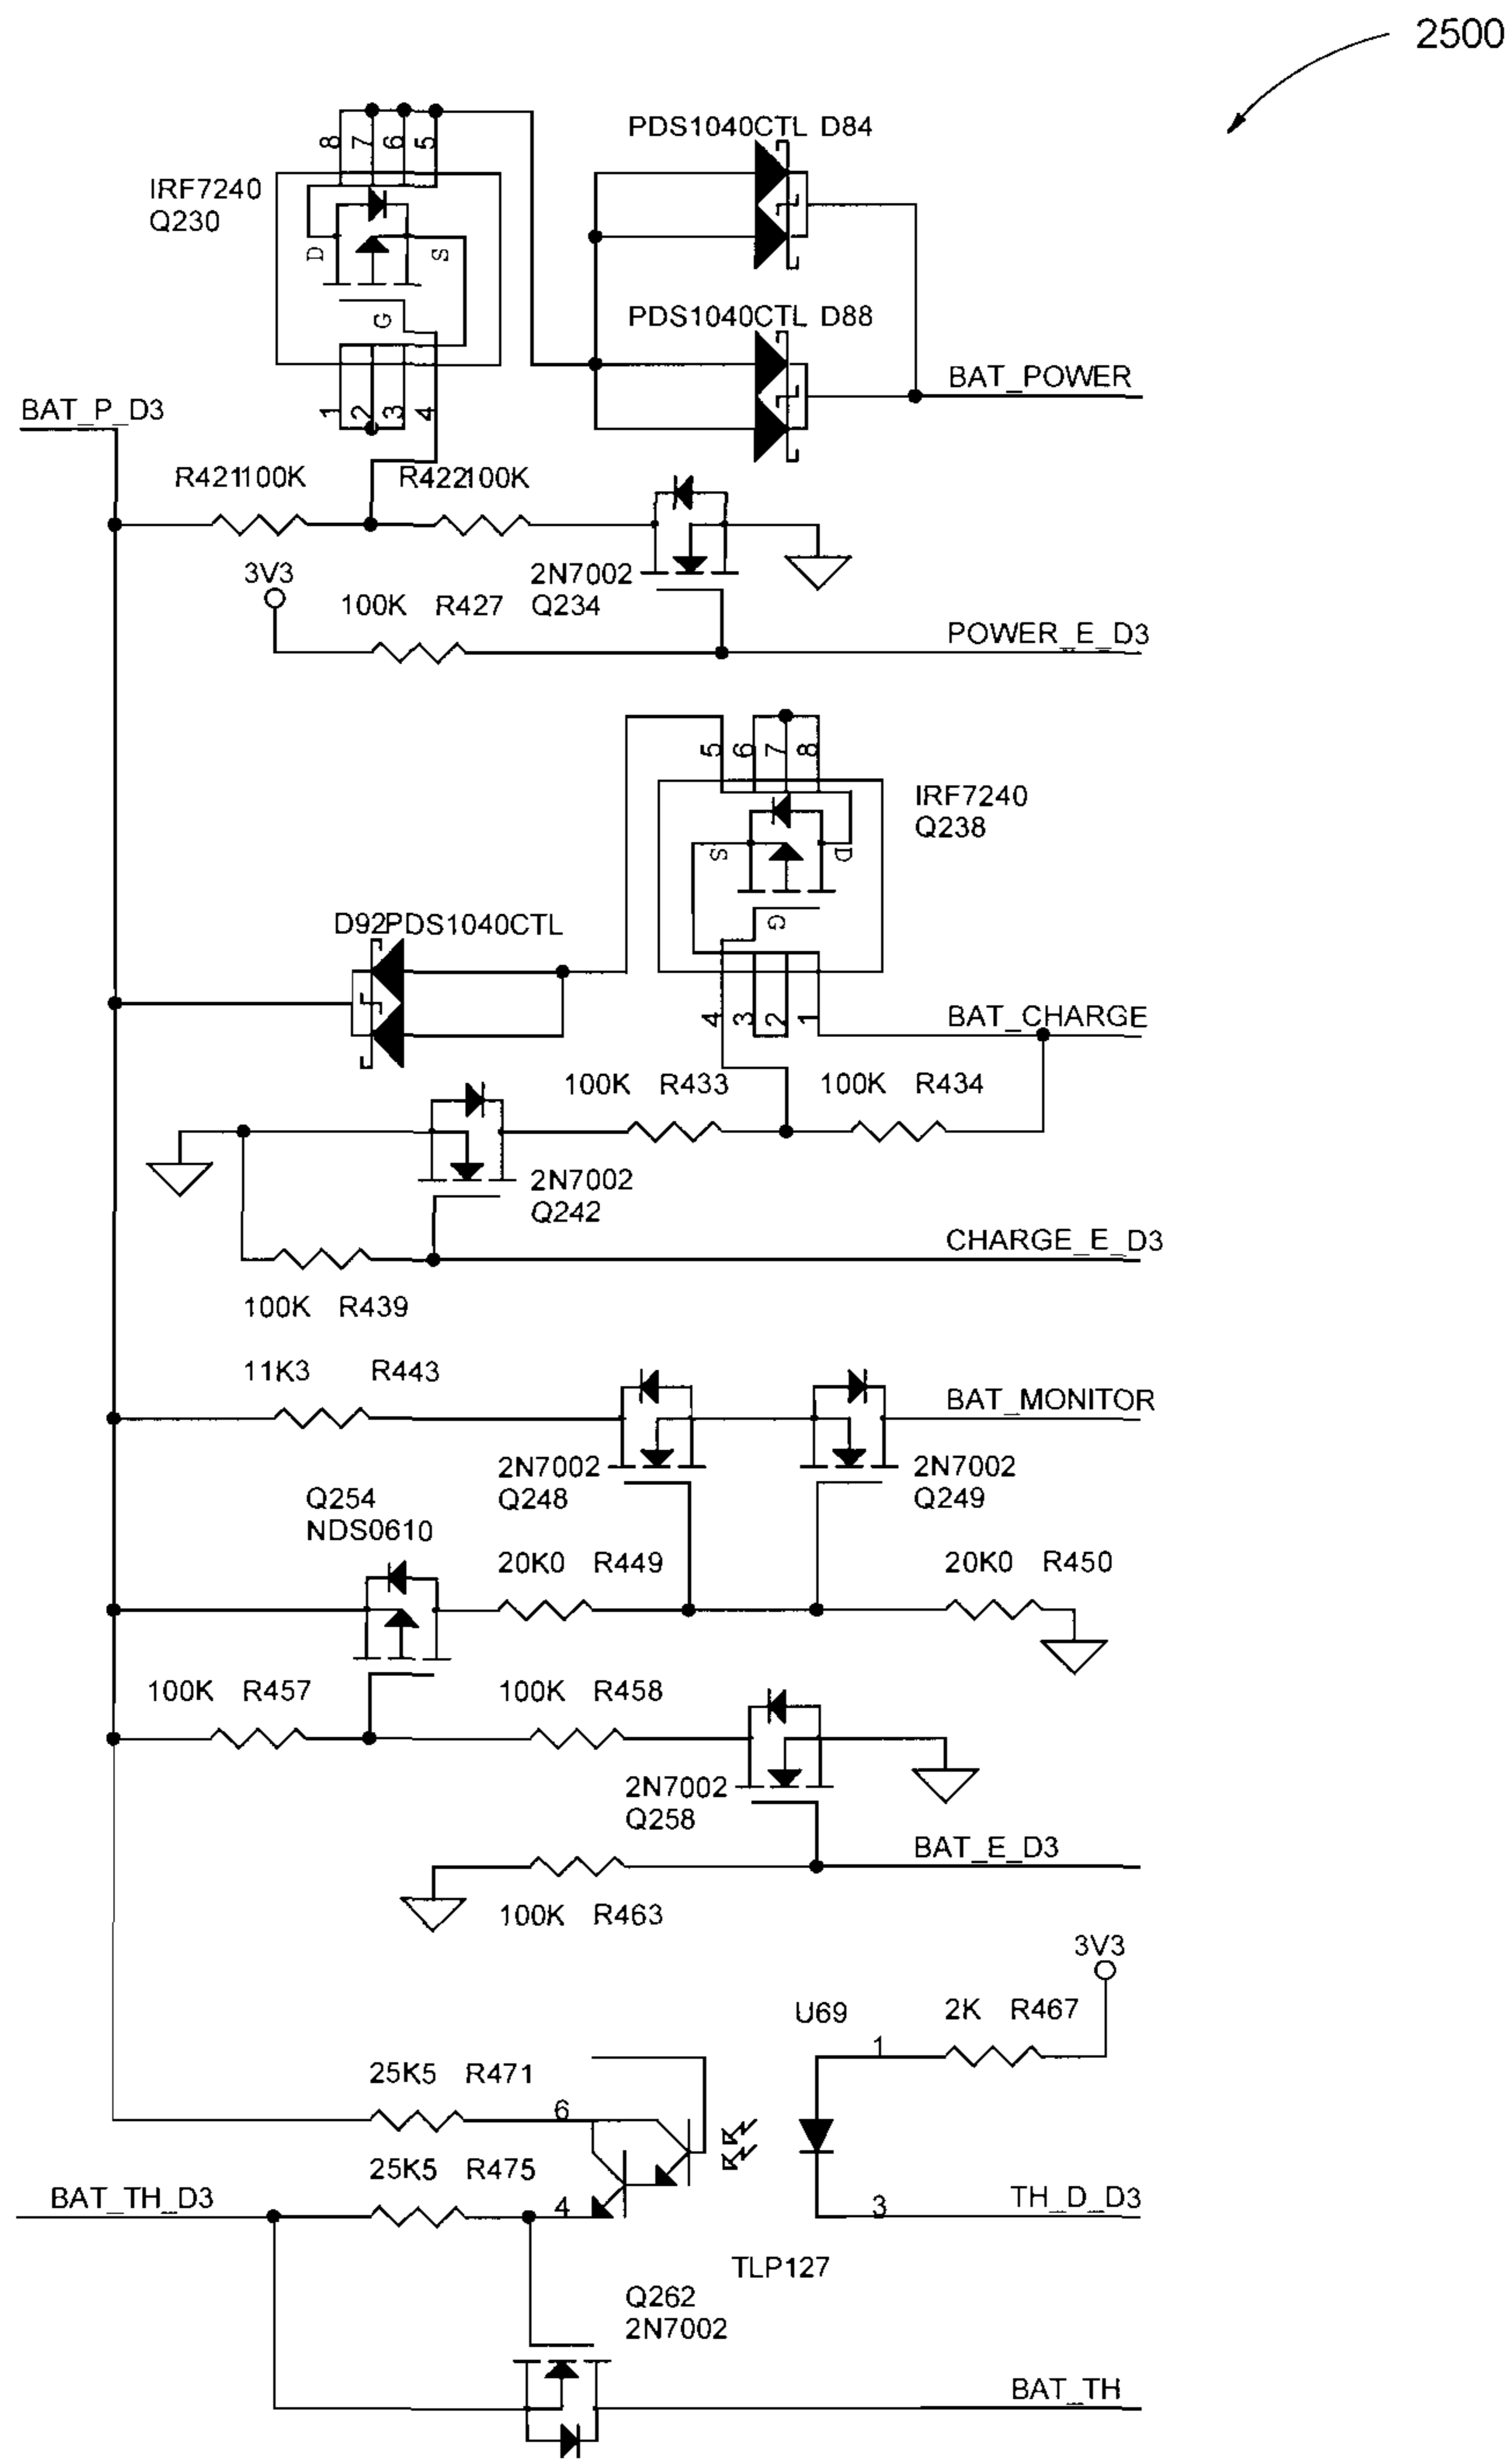 2500
PDS1040CTL D84
8 7 6 5
IRF7240
Q230
D S
G
PDS1040CTL D88
BAT_POWER
1 2 3 4
BAT_P_D3
R421100K R422100K
3V3
100K R427
2N7002
Q234
POWER_E_D3
5 6 7 8
IRF7240
Q238
S D
G
D92PDS1040CTL
4 3 2 1
BAT_CHARGE
100K R433 100K R434
2N7002
Q242
CHARGE_E_D3
100K R439
11K3 R443
BAT_MONITOR
2N7002
Q248
2N7002
Q249
Q254
NDS0610
20K0 R449
20K0 R450
100K R457 100K R458
2N7002
Q258
BAT_E_D3
100K R463
3V3
U69 2K R467
1
25K5 R471
6
25K5 R475
BAT_TH_D3
4
3
TH_D_D3
TLP127
Q262
2N7002
BAT_TH